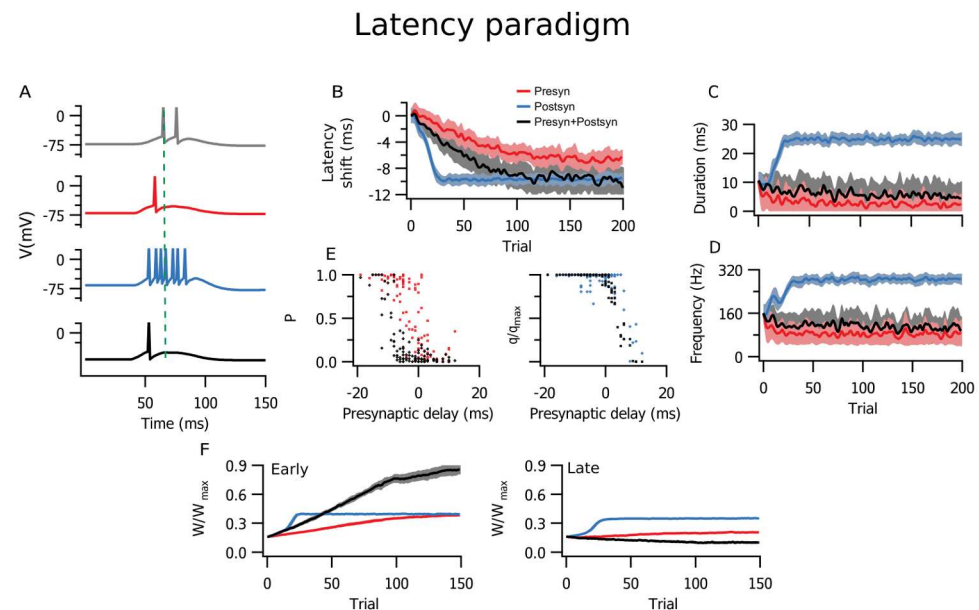 Latency paradigm
A
0
-75
0
-75
0
-75
0
V(mV)
50
100
150
Time (ms)
B
Presyn
Postsyn
Presyn+Postsyn
0
-4
-8
-12
Latency
shift (ms)
0
50
100
150
200
Trial
C
30
20
10
0
Duration (ms)
D
320
160
0
Frequency (Hz)
0
50
100
150
200
Trial
E
1.0
0.5
0.0
P
-20
0
20
Presynaptic delay (ms)
q/qmax
-20
0
20
Presynaptic delay (ms)
F
Early
0.9
0.6
0.3
0.0
W/W max
0
50
100
150
Trial
Late
0.9
0.6
0.3
0.0
W/W max
0
50
100
150
Trial